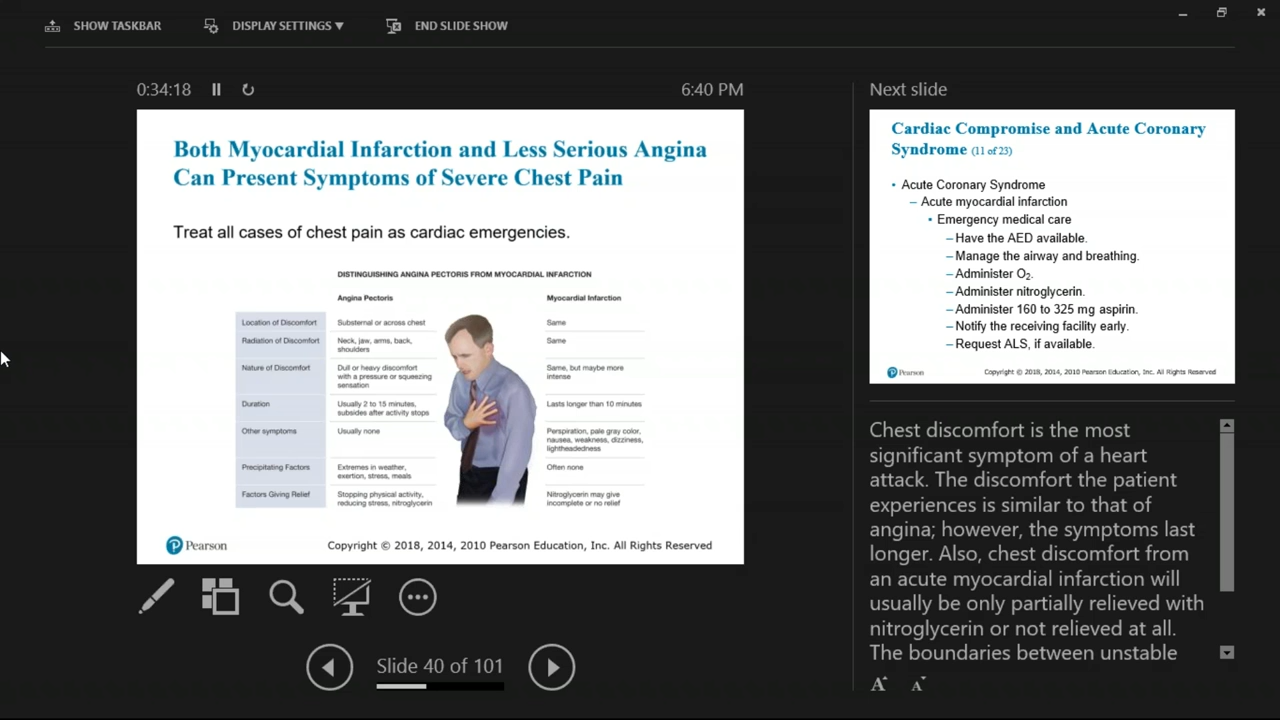 SHOW TASKBAR
DISPLAY SETTINGS ▼
END SLIDE SHOW
0:34:18
6:40 PM
Both Myocardial Infarction and Less Serious Angina
Can Present Symptoms of Severe Chest Pain
Treat all cases of chest pain as cardiac emergencies.
DISTINGUISHING ANGINA PECTORIS FROM MYOCARDIAL INFARCTION
Angina Pectoris
Myocardial Infarction
Location of Discomfort
Substernal or across chest
Same
Radiation of Discomfort
Neck, jaw, arms, back,
shoulders
Same
Nature of Discomfort
Dull or heavy discomfort
with a pressure or squeezing
sensation
Same, but maybe more
intense
Duration
Usually 2 to 15 minutes,
subsides after activity stops
Lasts longer than 10 minutes
Other symptoms
Usually none
Perspiration, pale gray color,
nausea, weakness, dizziness,
lightheadedness
Precipitating Factors
Extremes in weather,
exertion, stress, meals
Often none
Factors Giving Relief
Stopping physical activity,
reducing stress, nitroglycerin
Nitroglycerin may give
incomplete or no relief
Pearson
Copyright © 2018, 2014, 2010 Pearson Education, Inc. All Rights Reserved
Slide 40 of 101
Next slide
Cardiac Compromise and Acute Coronary
Syndrome (11 of 23)
• Acute Coronary Syndrome
– Acute myocardial infarction
▪ Emergency medical care
– Have the AED available.
– Manage the airway and breathing.
– Administer O₂.
– Administer nitroglycerin.
– Administer 160 to 325 mg aspirin.
– Notify the receiving facility early.
– Request ALS, if available.
Pearson
Copyright © 2018, 2014, 2010 Pearson Education, Inc. All Rights Reserved
Chest discomfort is the most
significant symptom of a heart
attack. The discomfort the patient
experiences is similar to that of
angina; however, the symptoms last
longer. Also, chest discomfort from
an acute myocardial infarction will
usually be only partially relieved with
nitroglycerin or not relieved at all.
The boundaries between unstable
A A